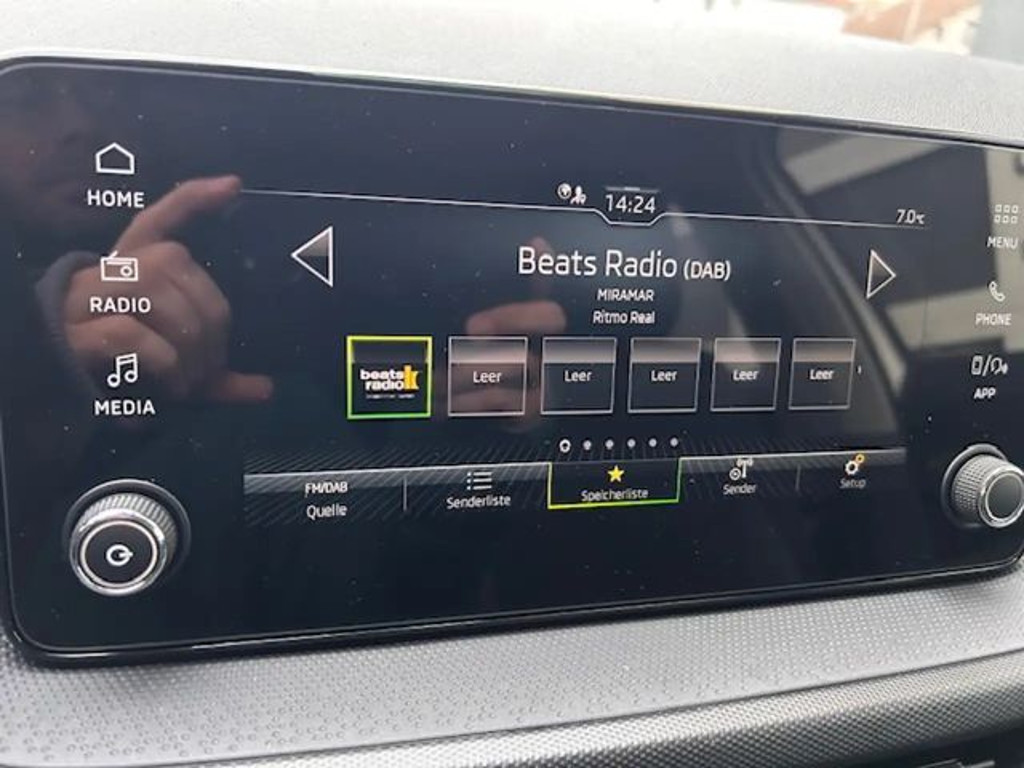 HOME
RADIO
MEDIA
14:24
7.0°C
Beats Radio (DAB)
MIRAMAR
Ritmo Real
beats
radio
Leer
Leer
Leer
Leer
Leer
FM/DAB
Quelle
Senderliste
Speicherliste
Sender
Setup
MENU
PHONE
APP